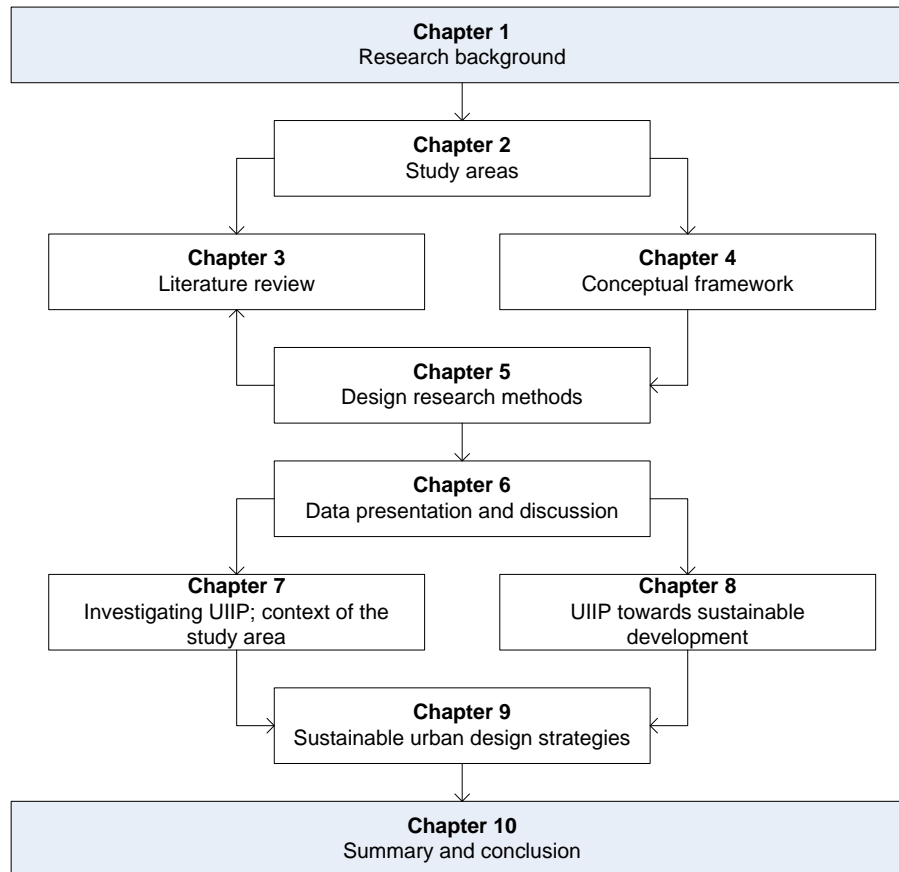 Chapter 1
Research background
Chapter 2
Study areas
Chapter 3
Literature review
Chapter 4
Conceptual framework
Chapter 5
Design research methods
Chapter 6
Data presentation and discussion
Chapter 7
Investigating UIIP; context of the
study area
Chapter 8
UIIP towards sustainable
development
Chapter 9
Sustainable urban design strategies
Chapter 10
Summary and conclusion